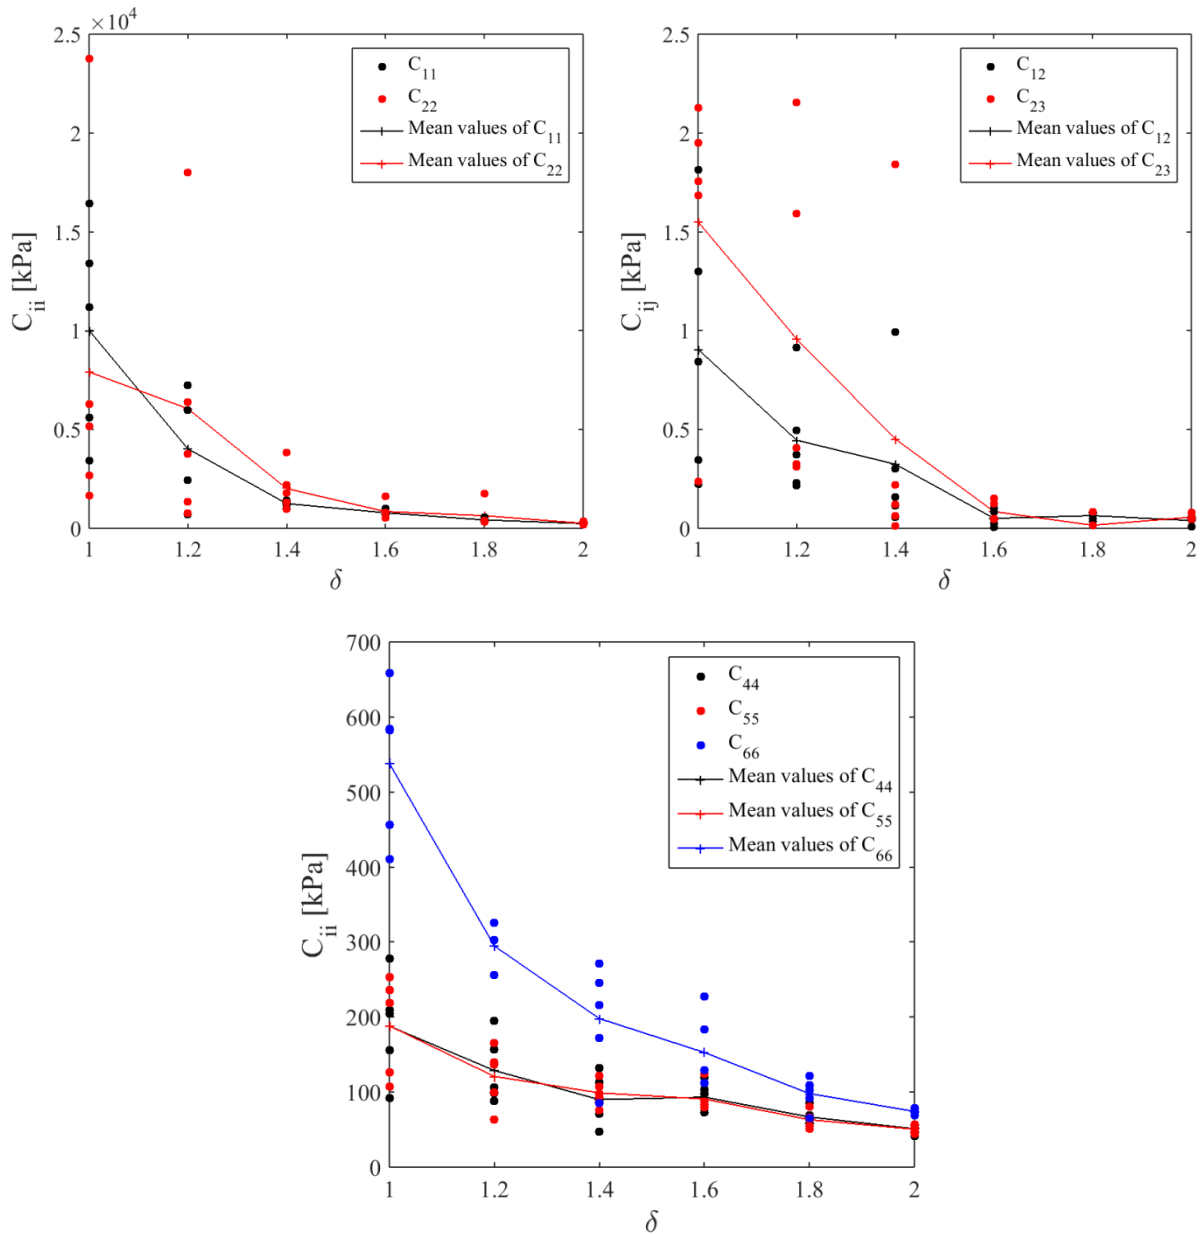 ×10⁴
2.5
2
1.5
1
0.5
0
1 1.2 1.4 1.6 1.8 2
δ
C_ii [kPa]
C_11
C_22
Mean values of C_11
Mean values of C_22
2.5
2
1.5
1
0.5
0
1 1.2 1.4 1.6 1.8 2
δ
C_ij [kPa]
C_12
C_23
Mean values of C_12
Mean values of C_23
700
600
500
400
300
200
100
0
1 1.2 1.4 1.6 1.8 2
δ
C_ii [kPa]
C_44
C_55
C_66
Mean values of C_44
Mean values of C_55
Mean values of C_66